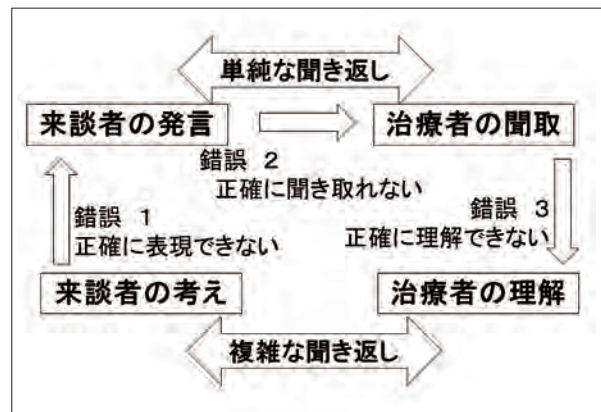 単純な聞き返し
来談者の発言
治療者の聞取
錯誤 2
正確に聞き取れない
錯誤 1
正確に表現できない
錯誤 3
正確に理解できない
来談者の考え
治療者の理解
複雑な聞き返し